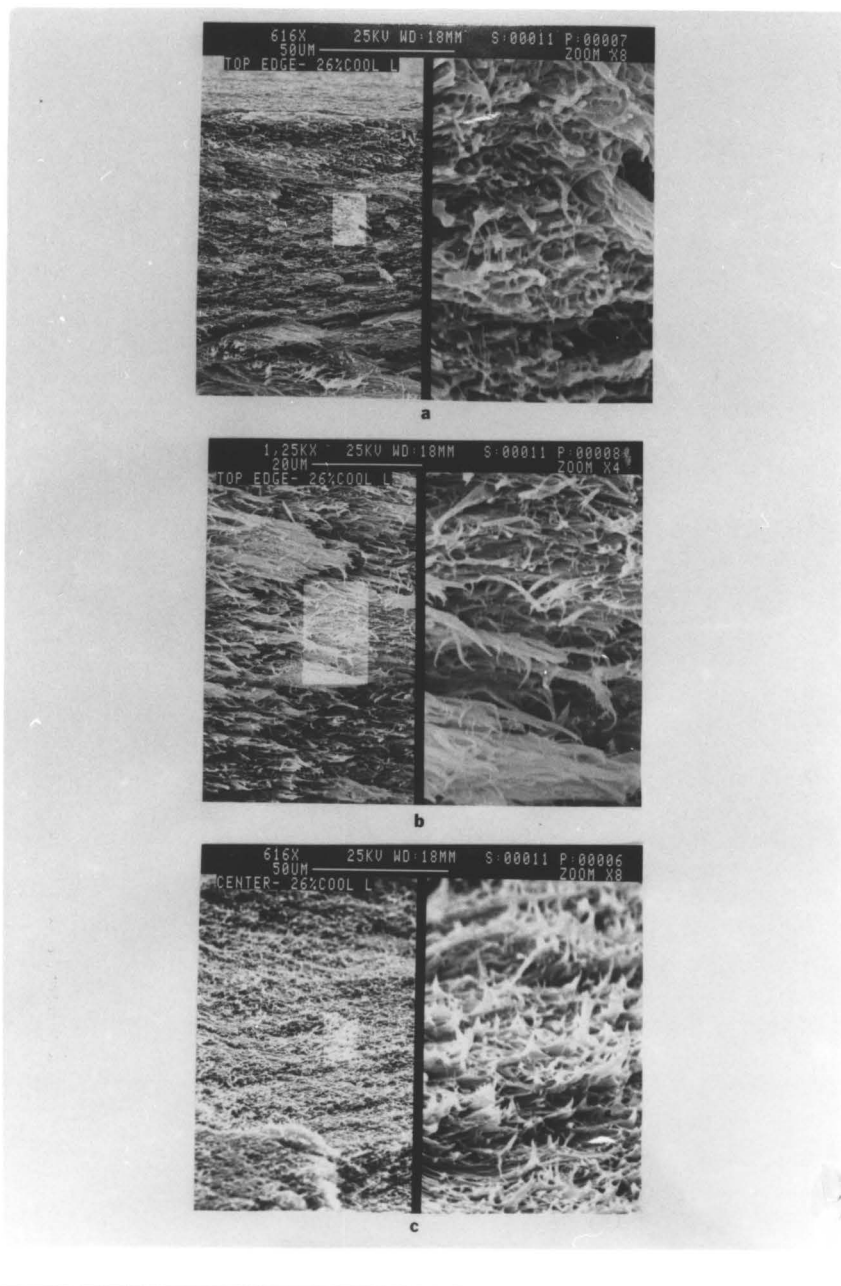 616X 25KV WD:18MM S:00011 P:00007
50UM ZOOM X8
TOP EDGE- 26%COOL L
a
1,25KX 25KV WD:18MM S:00011 P:00008
20UM ZOOM X4
TOP EDGE- 26%COOL L
b
616X 25KV WD:18MM S:00011 P:00006
50UM ZOOM X8
CENTER- 26%COOL L
c